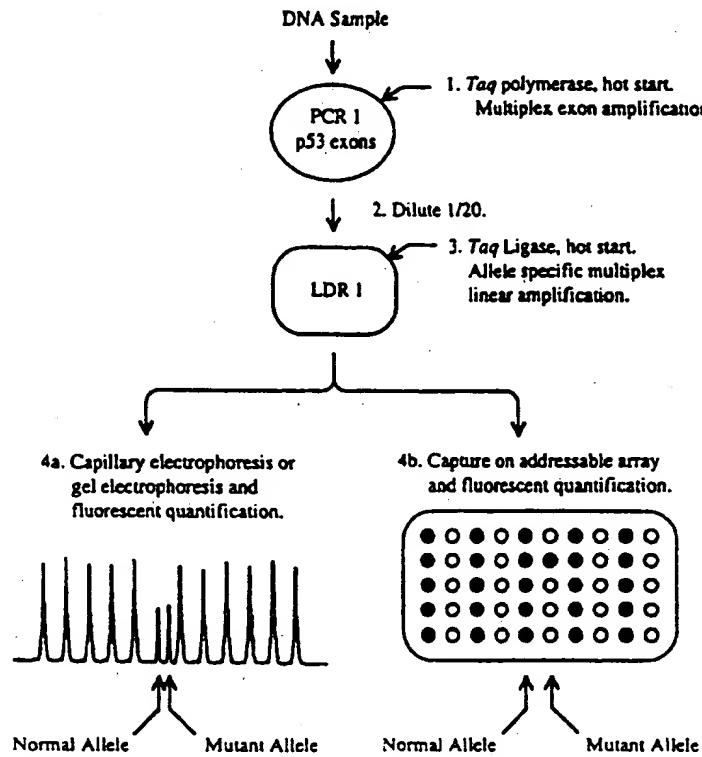 DNA Sample
1. Taq polymerase, hot start.
Multiplex exon amplification
PCR 1
p53 exons
2. Dilute 1/20.
3. Taq Ligase, hot start.
Allele specific multiplex
linear amplification.
LDR 1
4a. Capillary electrophoresis or
gel electrophoresis and
fluorescent quantification.
4b. Capture on addressable array
and fluorescent quantification.
Normal Allele
Mutant Allele
Normal Allele
Mutant Allele